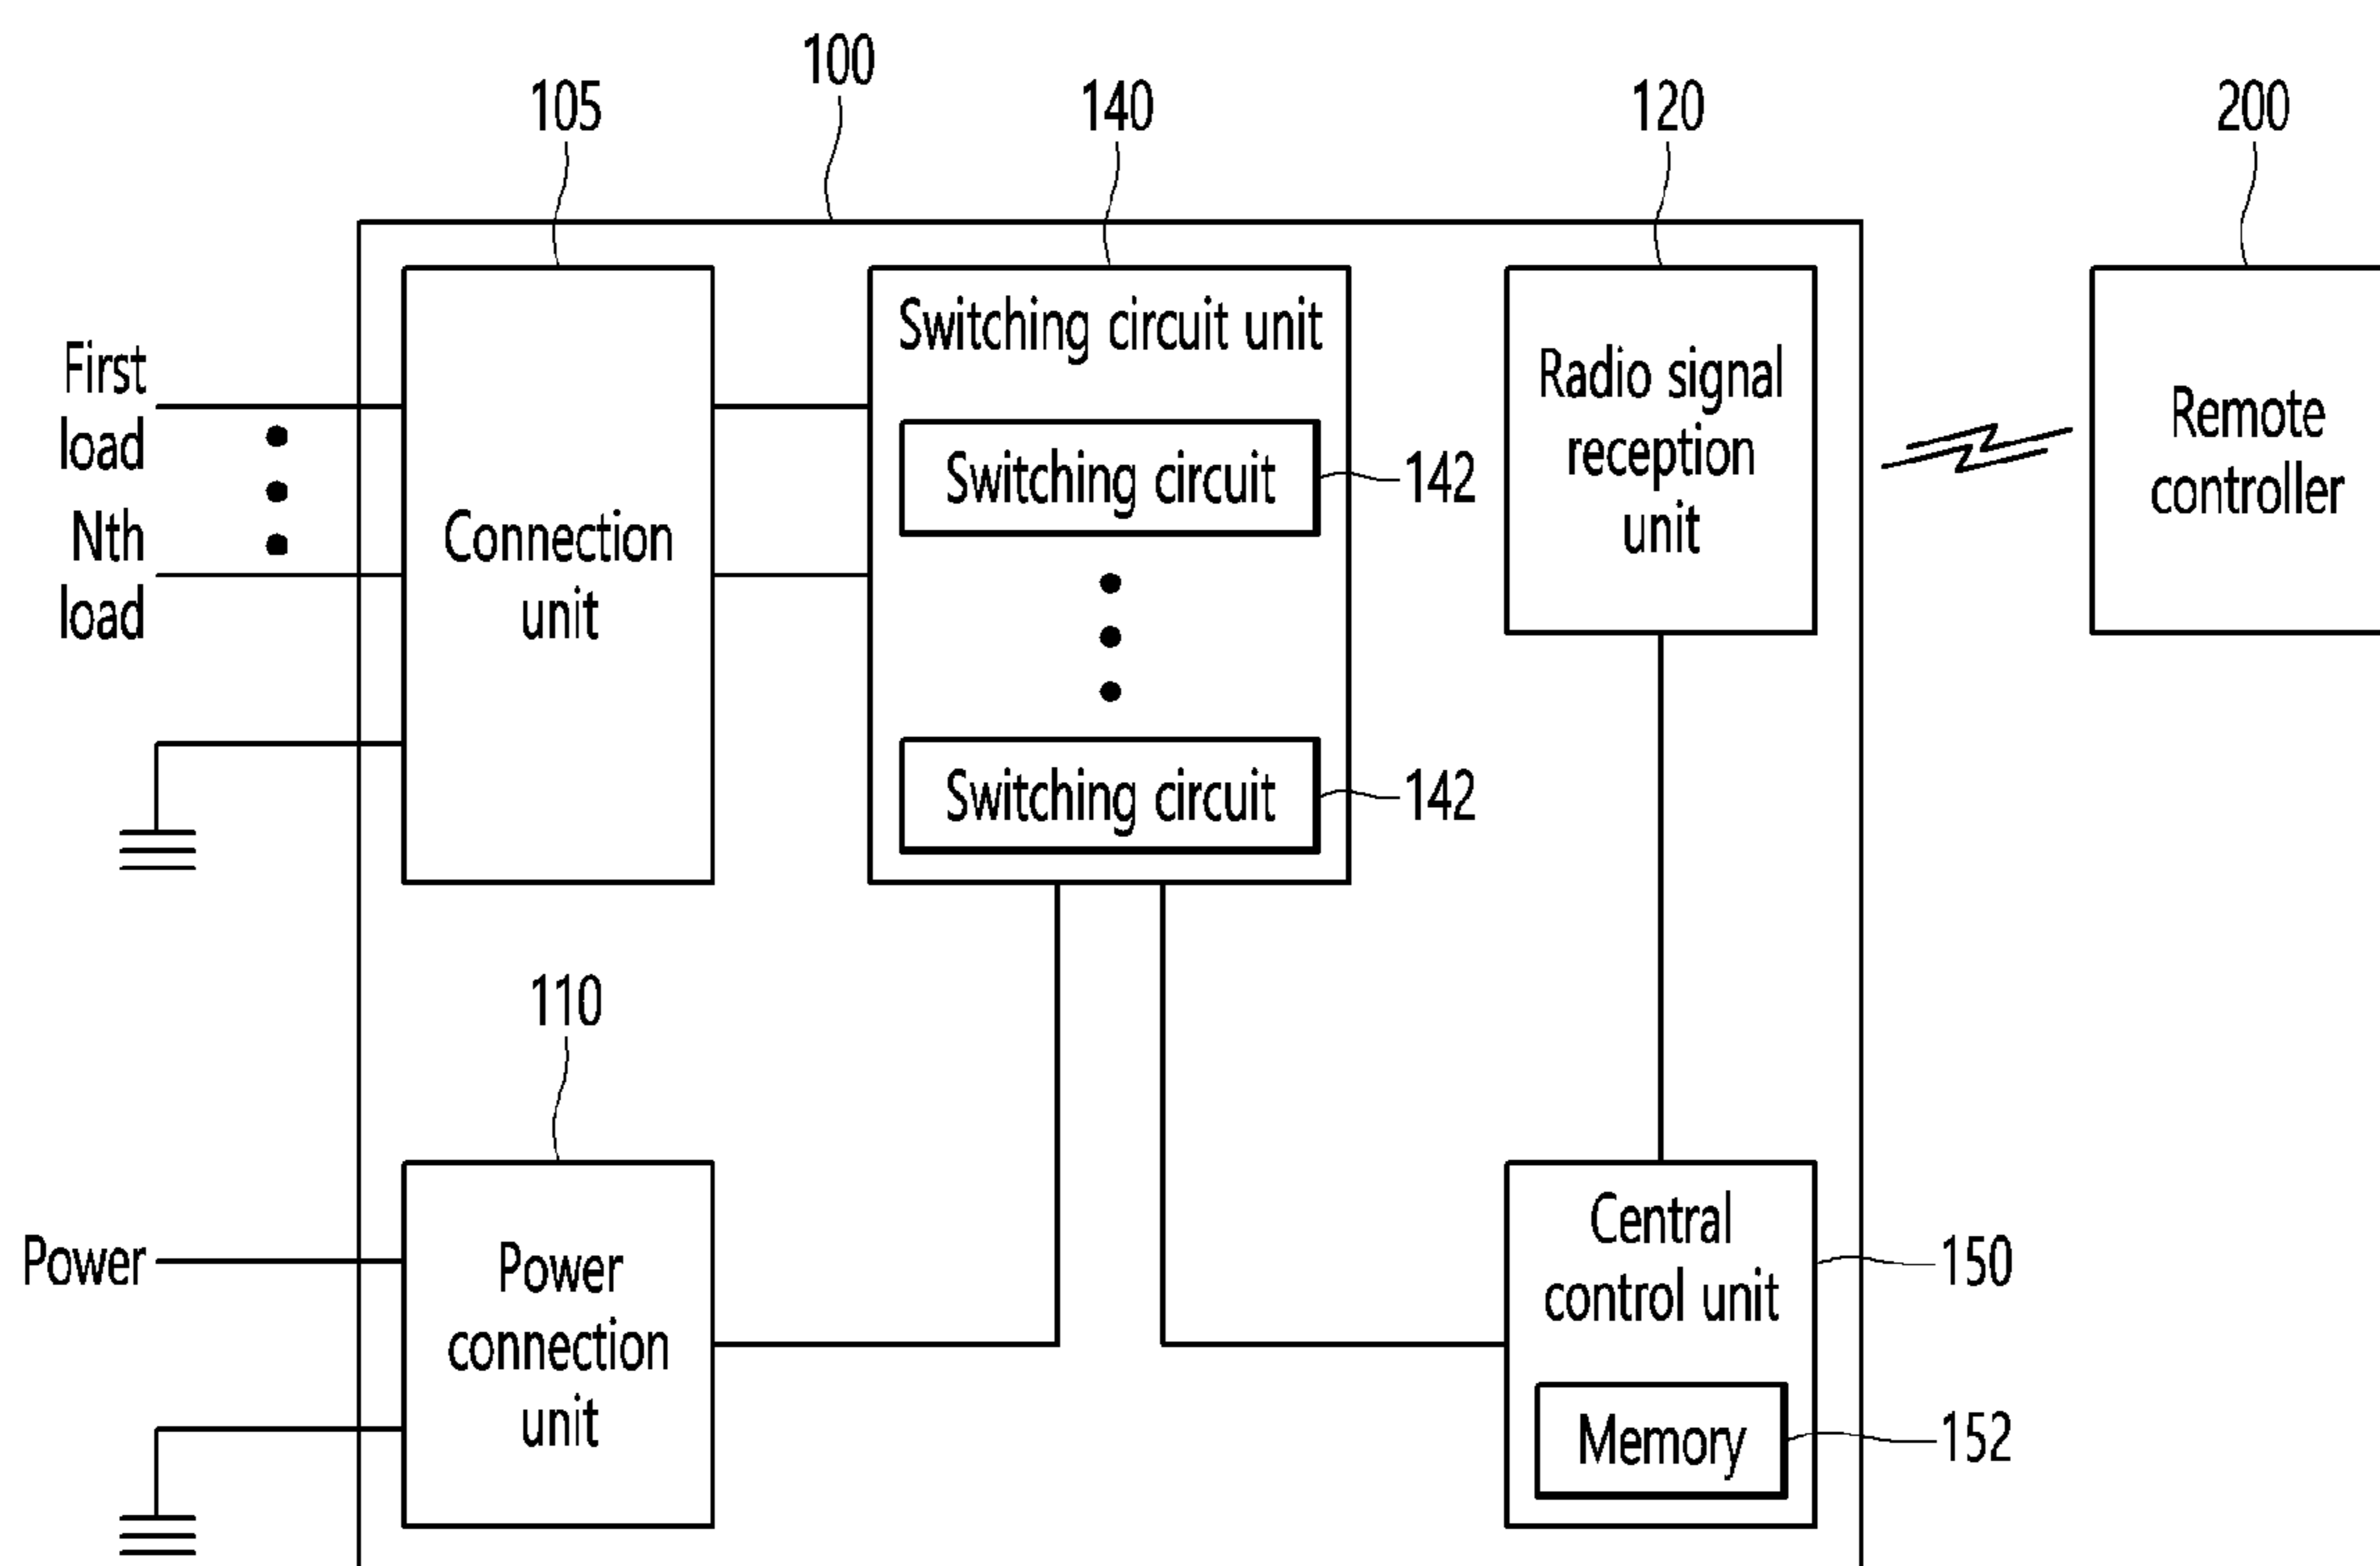 100
105
140
120
200
First
load
Nth
load
Connection
unit
Switching circuit unit
Switching circuit
142
Switching circuit
142
Radio signal
reception
unit
Remote
controller
110
Power
Power
connection
unit
Central
control unit
150
Memory
152